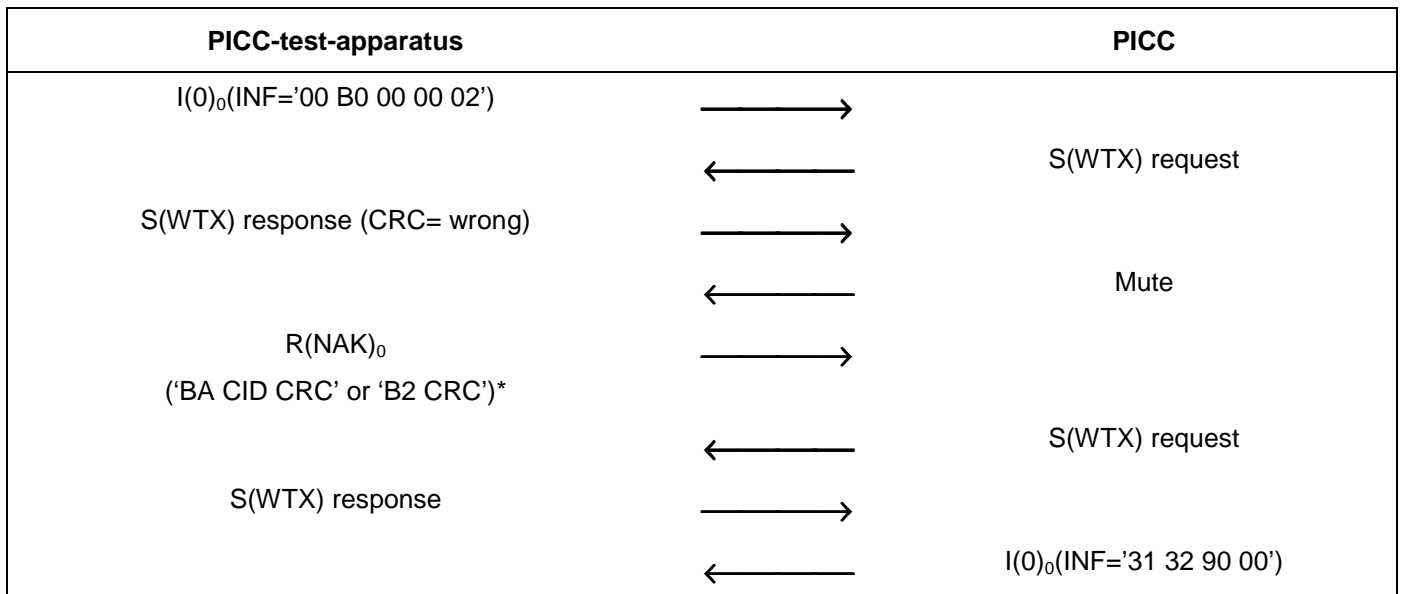 PICC-test-apparatus PICC
I(0)₀(INF='00 B0 00 00 02')
S(WTX) request
S(WTX) response (CRC= wrong)
Mute
R(NAK)₀
(‘BA CID CRC’ or ‘B2 CRC’)*
S(WTX) request
S(WTX) response
I(0)₀(INF=’31 32 90 00’)